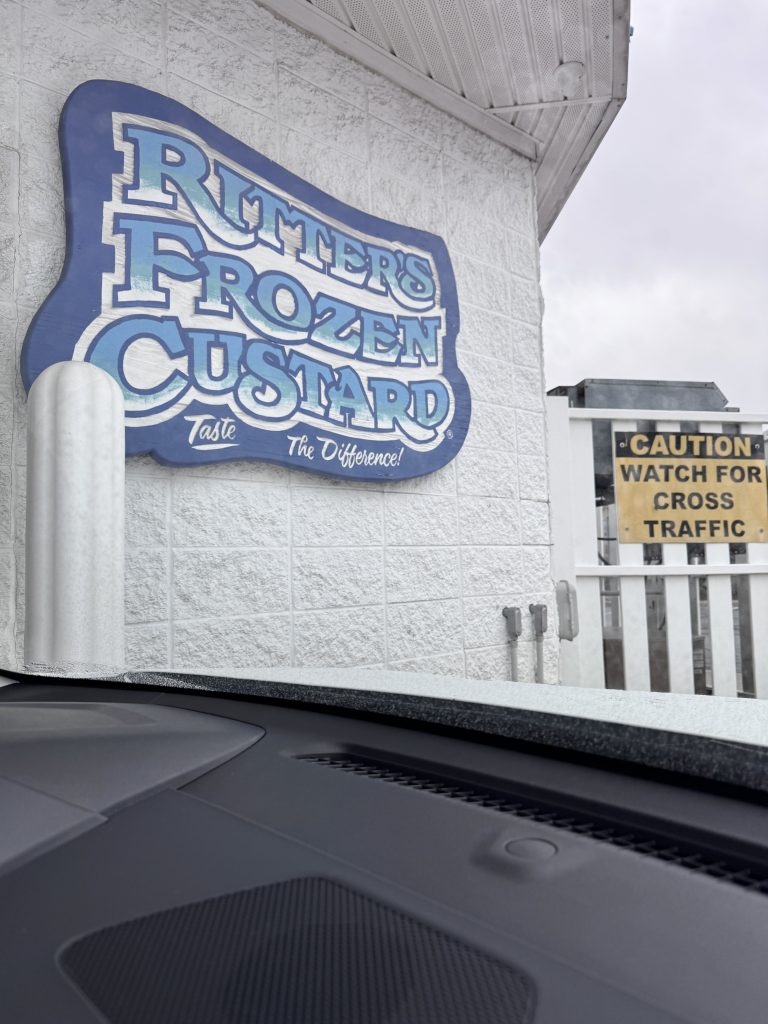 RITTER'S
FROZEN
CUSTARD
Taste
The Difference!
®
CAUTION
WATCH FOR
CROSS
TRAFFIC